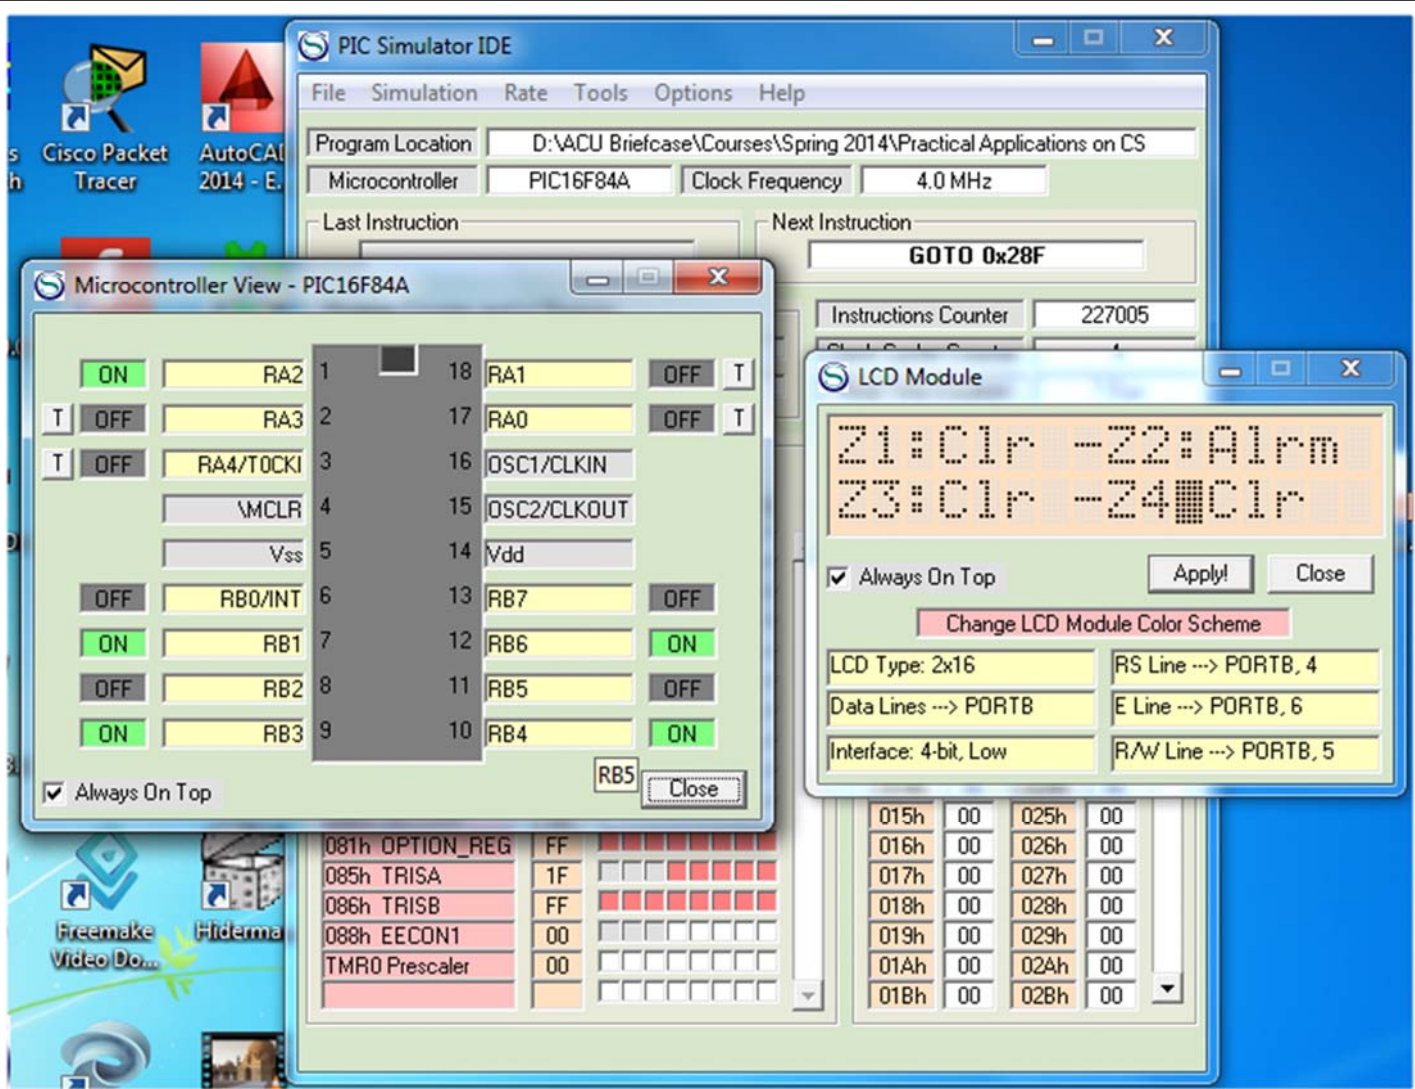 PIC Simulator IDE
File Simulation Rate Tools Options Help
Program Location D:\ACU Briefcase\Courses\Spring 2014\Practical Applications on CS
Microcontroller PIC16F84A Clock Frequency 4.0 MHz
Last Instruction Next Instruction
GOTO 0x28F
Instructions Counter 227005
Cisco Packet
Tracer
AutoCA
2014 - E.
Microcontroller View - PIC16F84A
ON RA2 1 18 RA1 OFF T
T OFF RA3 2 17 RA0 OFF T
T OFF RA4/T0CKI 3 16 OSC1/CLKIN
\MCLR 4 15 OSC2/CLKOUT
Vss 5 14 Vdd
OFF RB0/INT 6 13 RB7 OFF
ON RB1 7 12 RB6 ON
OFF RB2 8 11 RB5 OFF
ON RB3 9 10 RB4 ON
RB5
Always On Top Close
LCD Module
Z1:Clr -Z2:Alrm
Z3:Clr -Z4 Clr
Always On Top Apply! Close
Change LCD Module Color Scheme
LCD Type: 2x16 RS Line ---> PORTB, 4
Data Lines ---> PORTB E Line ---> PORTB, 6
Interface: 4-bit, Low R/W Line ---> PORTB, 5
081h OPTION_REG FF
085h TRISA 1F
086h TRISB FF
088h EECON1 00
TMR0 Prescaler 00
015h 00 025h 00
016h 00 026h 00
017h 00 027h 00
018h 00 028h 00
019h 00 029h 00
01Ah 00 02Ah 00
01Bh 00 02Bh 00
Freemake
Video Do...
Hiderma